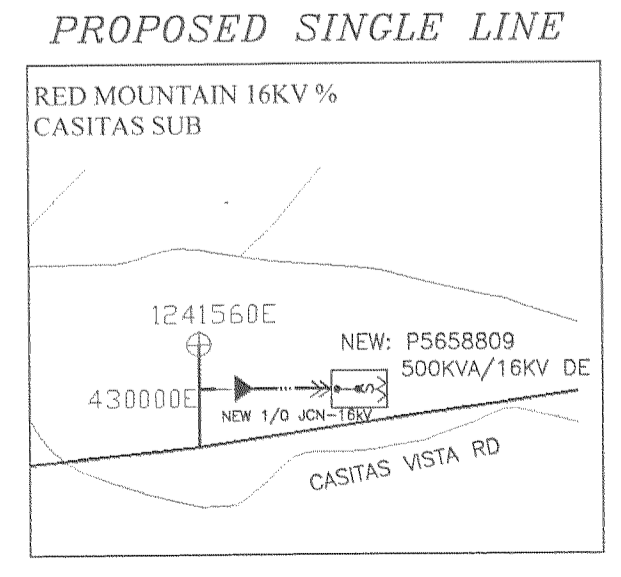 PROPOSED SINGLE LINE
RED MOUNTAIN 16KV %
CASITAS SUB
1241560E
NEW: P5658809
500KVA/16KV DE
430000E
NEW 1/0 JCN-16KV
S
CASITAS VISTA RD